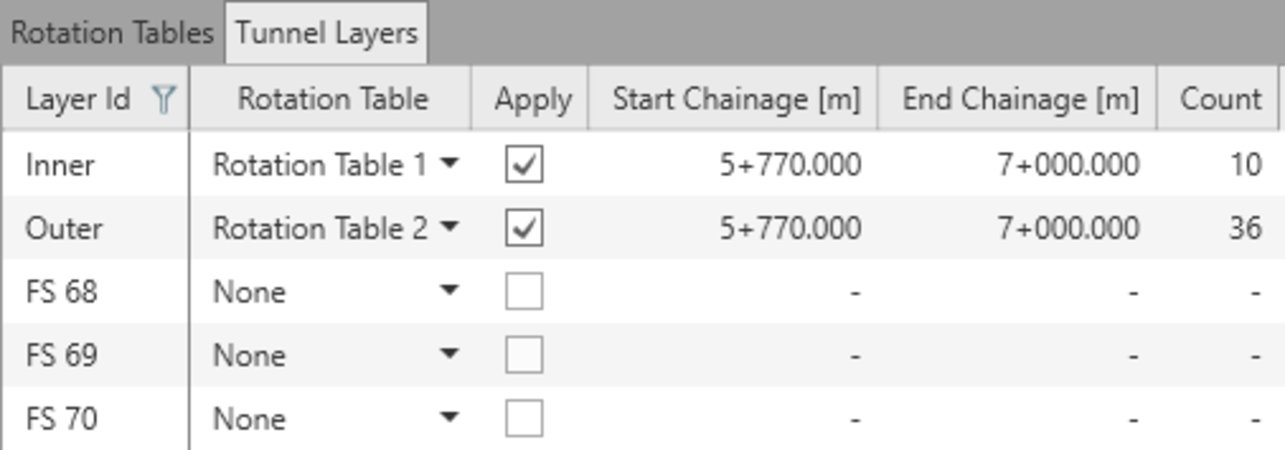 Rotation Tables Tunnel Layers
Layer Id Rotation Table Apply Start Chainage [m] End Chainage [m] Count
Inner Rotation Table 1 5+770.000 7+000.000 10
Outer Rotation Table 2 5+770.000 7+000.000 36
FS 68 None - - -
FS 69 None - - -
FS 70 None - - -